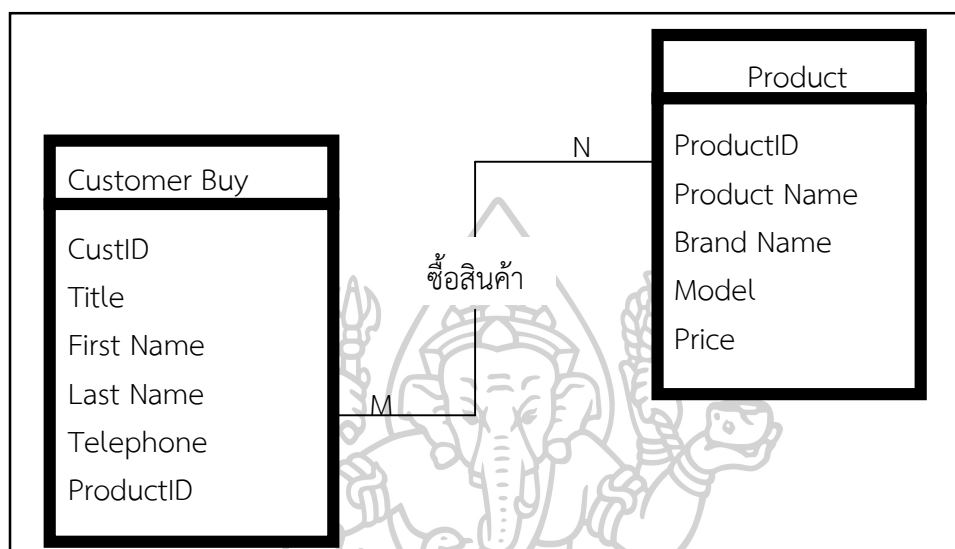 Product
ProductID
Product Name
Brand Name
Model
Price
N
ซื้อสินค้า
M
Customer Buy
CustID
Title
First Name
Last Name
Telephone
ProductID